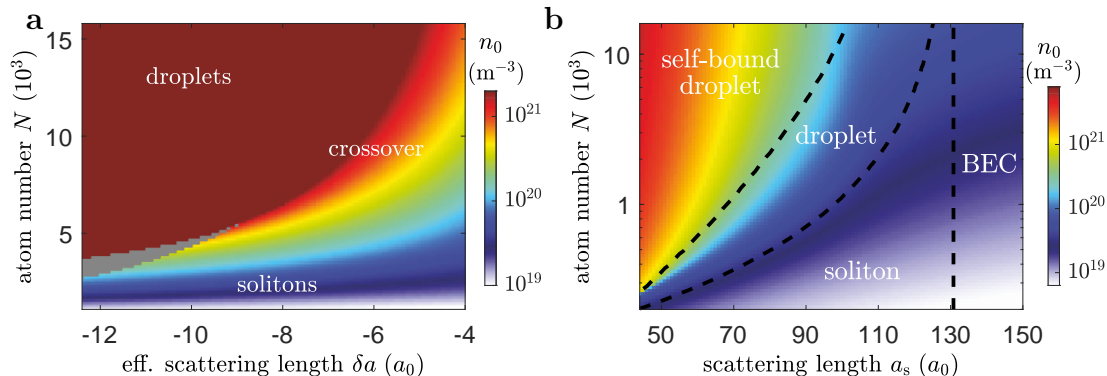 a
atom number N (10³)
15
10
5
droplets
crossover
solitons
-12
-10
-8
-6
-4
eff. scattering length δa (a₀)
n₀
(m⁻³)
10²¹
10²⁰
10¹⁹
b
atom number N (10³)
10
1
self-bound
droplet
droplet
BEC
soliton
50
70
90
110
130
150
scattering length aₛ (a₀)
n₀
(m⁻³)
10²¹
10²⁰
10¹⁹